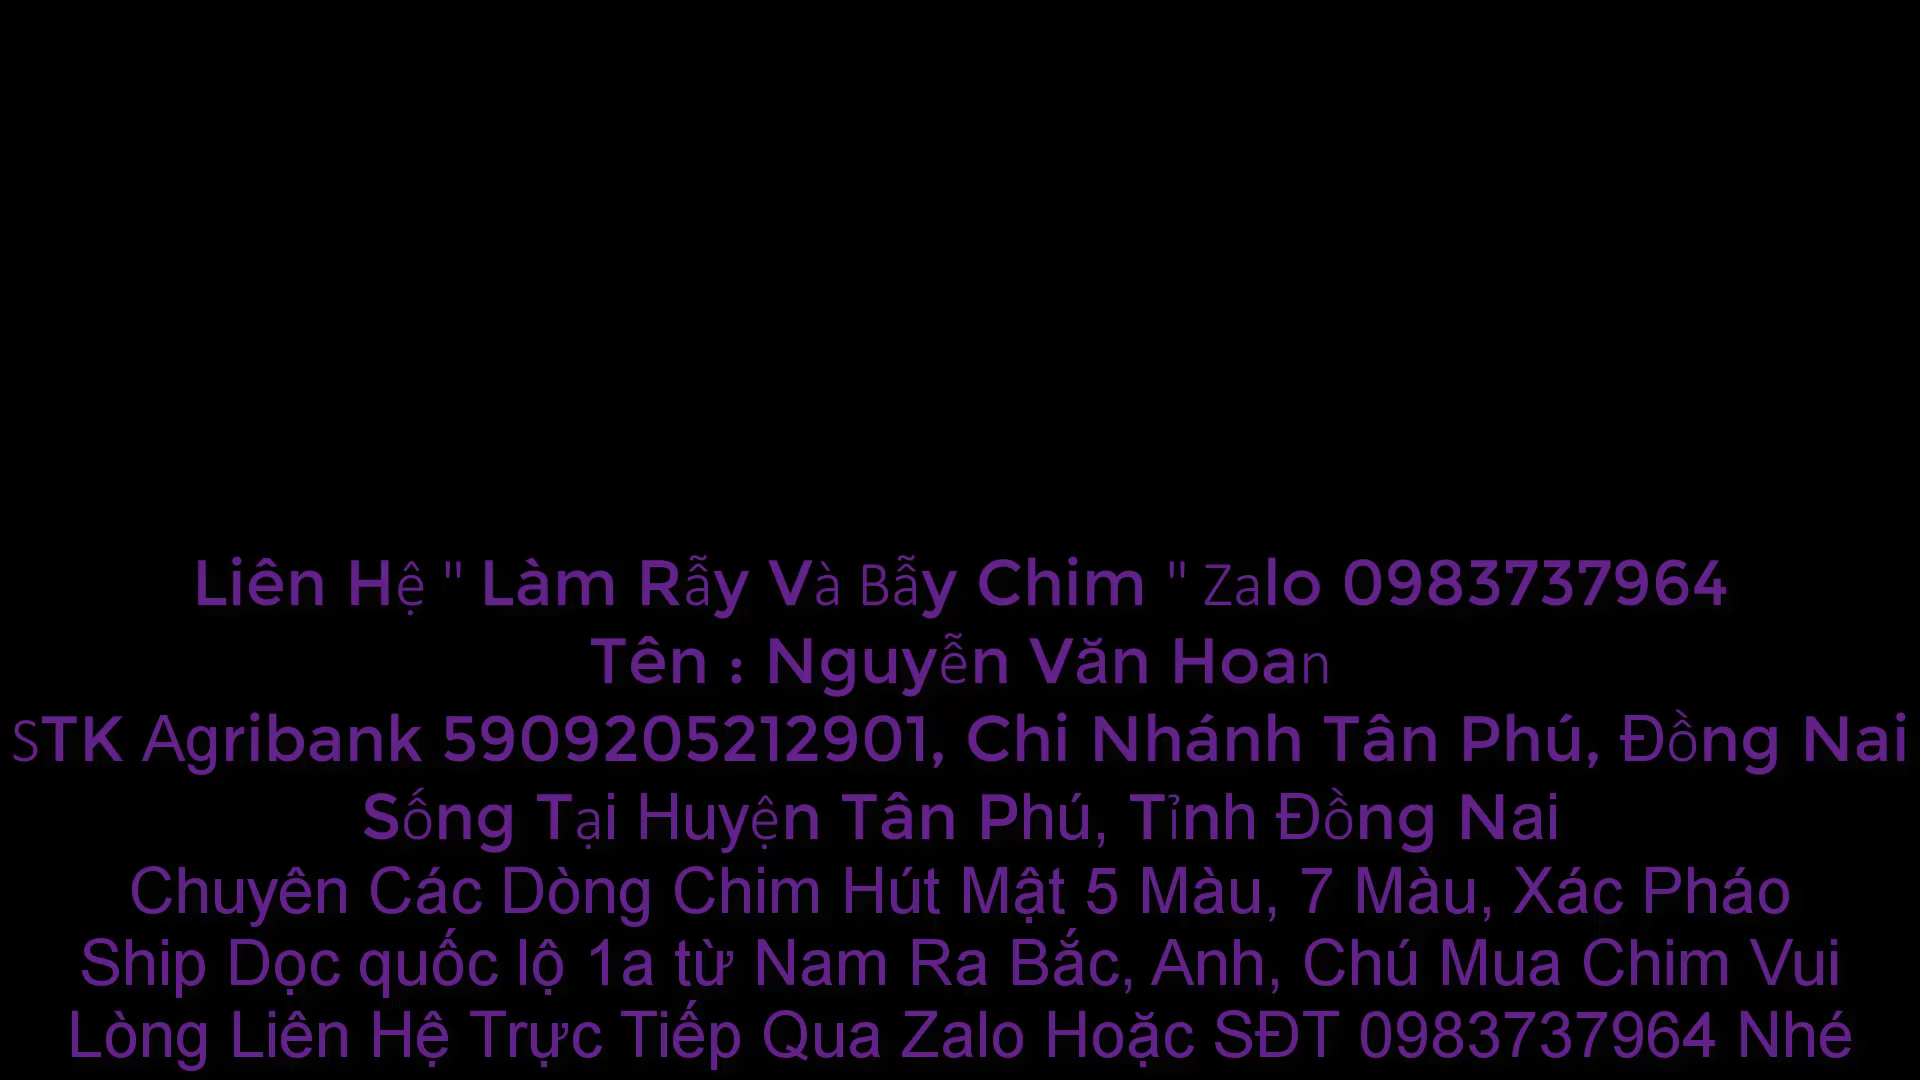 Liên Hệ " Làm Rẫy Và Bẫy Chim " Zalo 0983737964
Tên : Nguyễn Văn Hoan
STK Agribank 5909205212901, Chi Nhánh Tân Phú, Đồng Nai
Sống Tại Huyện Tân Phú, Tỉnh Đồng Nai
Chuyên Các Dòng Chim Hút Mật 5 Màu, 7 Màu, Xác Pháo
Ship Dọc quốc lộ 1a từ Nam Ra Bắc, Anh, Chú Mua Chim Vui
Lòng Liên Hệ Trực Tiếp Qua Zalo Hoặc SĐT 0983737964 Nhé